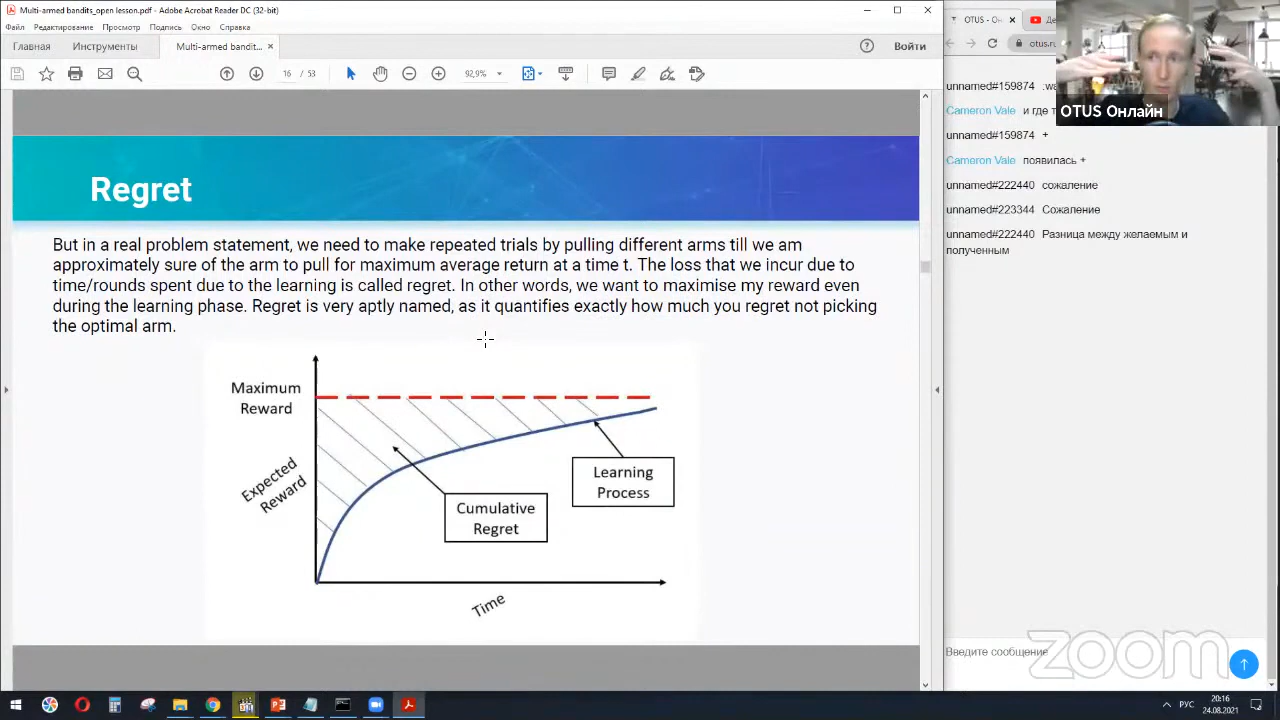 Multi-armed bandits_open lesson.pdf - Adobe Acrobat Reader DC (32-bit)
Файл Редактирование Просмотр Подпись Окно Справка
Главная Инструменты Multi-armed bandit... × Войти
16 / 53 92,9%
Regret
But in a real problem statement, we need to make repeated trials by pulling different arms till we am
approximately sure of the arm to pull for maximum average return at a time t. The loss that we incur due to
time/rounds spent due to the learning is called regret. In other words, we want to maximise my reward even
during the learning phase. Regret is very aptly named, as it quantifies exactly how much you regret not picking
the optimal arm.
Maximum
Reward
Expected
Reward
Learning
Process
Cumulative
Regret
Time
OTUS - On
otus.ru
OTUS Онлайн
unnamed#159874
Cameron Vale и где
unnamed#159874 +
Cameron Vale появилась +
unnamed#222440 сожаление
unnamed#223344 Сожаление
unnamed#222440 Разница между желаемым и
полученным
Введите сообщение
zoom
РУС
20:16
24.08.2021